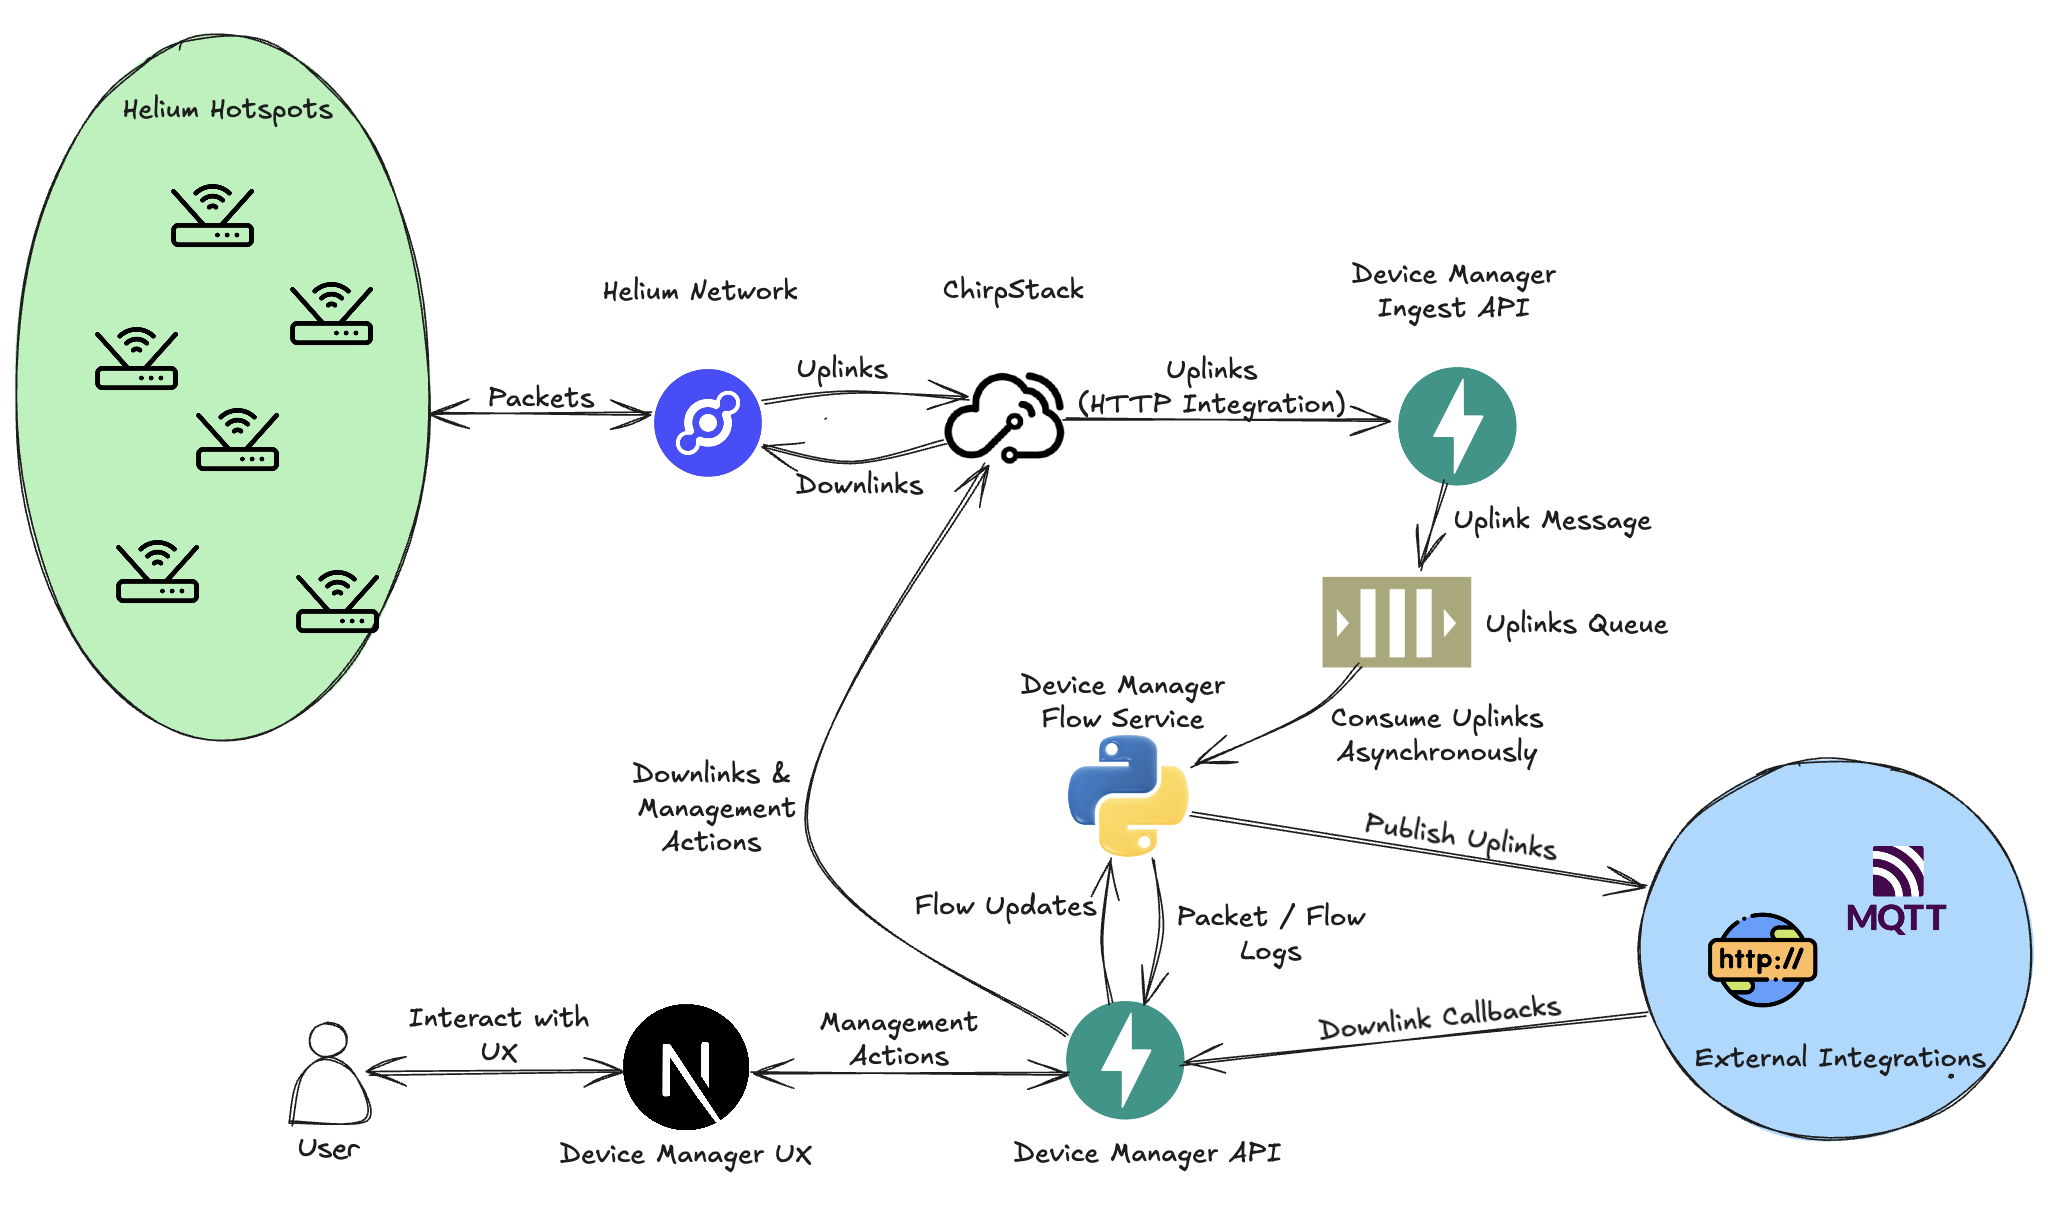 Helium Hotspots
Helium Network
ChirpStack
Device Manager
Ingest API
Packets
Uplinks
Downlinks
Uplinks
(HTTP Integration)
Uplink Message
Uplinks Queue
Device Manager
Flow Service
Consume Uplinks
Asynchronously
Downlinks &
Management
Actions
Publish Uplinks
MQTT
http://
External Integrations
Flow Updates
Packet / Flow
Logs
Downlink Callbacks
Interact with
UX
Management
Actions
User
Device Manager UX
Device Manager API